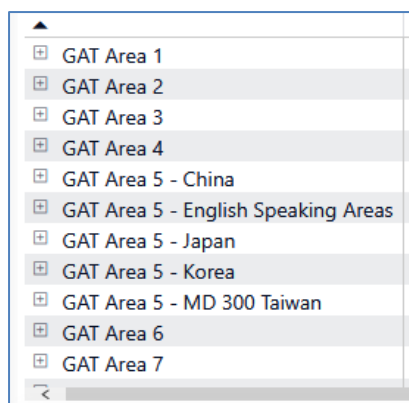 GAT Area 1
GAT Area 2
GAT Area 3
GAT Area 4
GAT Area 5 - China
GAT Area 5 - English Speaking Areas
GAT Area 5 - Japan
GAT Area 5 - Korea
GAT Area 5 - MD 300 Taiwan
GAT Area 6
GAT Area 7